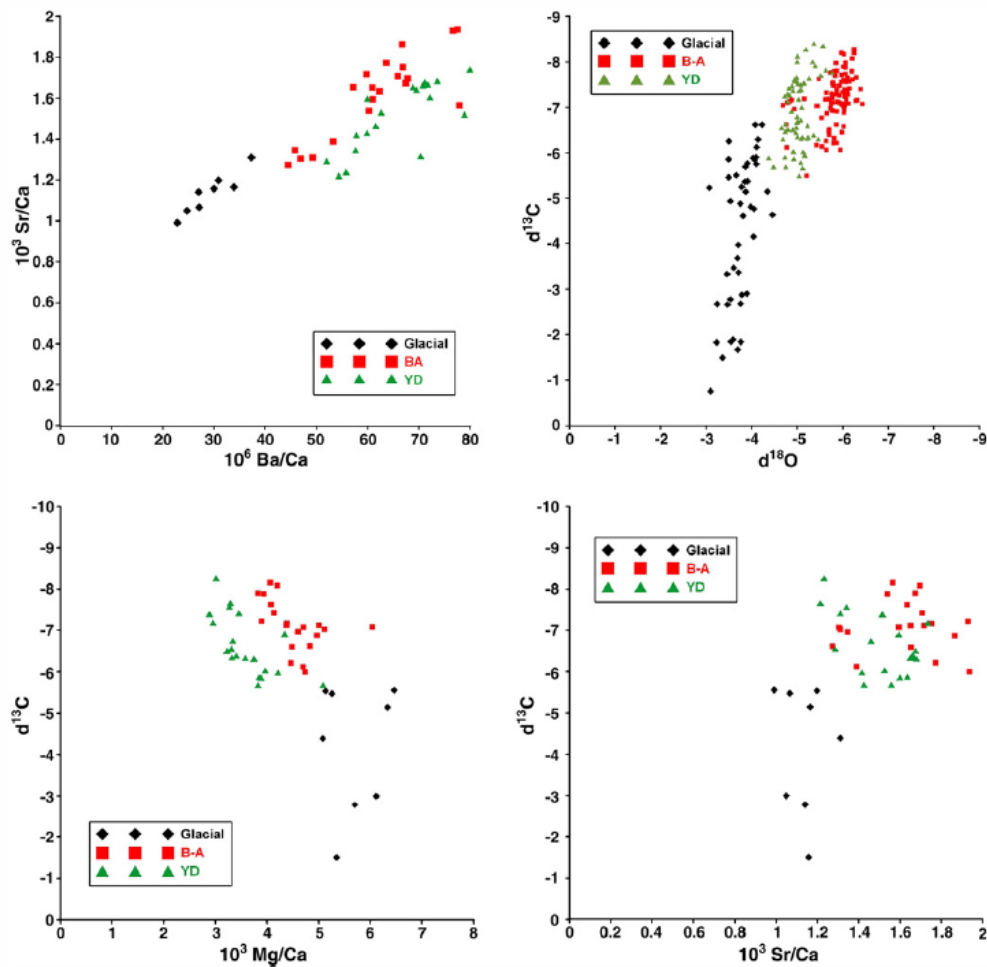 2
1.8
1.6
1.4
1.2
1
0.8
0.6
0.4
0.2
0
10³ Sr/Ca
Glacial
BA
YD
0 10 20 30 40 50 60 70 80
10⁶ Ba/Ca
-9
-8
-7
-6
-5
-4
-3
-2
-1
0
d¹³C
Glacial
B-A
YD
0 -1 -2 -3 -4 -5 -6 -7 -8 -9
d¹⁸O
-10
-9
-8
-7
-6
-5
-4
-3
-2
-1
0
d¹³C
Glacial
B-A
YD
0 1 2 3 4 5 6 7 8
10³ Mg/Ca
-10
-9
-8
-7
-6
-5
-4
-3
-2
-1
0
d¹³C
Glacial
B-A
YD
0 0.2 0.4 0.6 0.8 1 1.2 1.4 1.6 1.8 2
10³ Sr/Ca